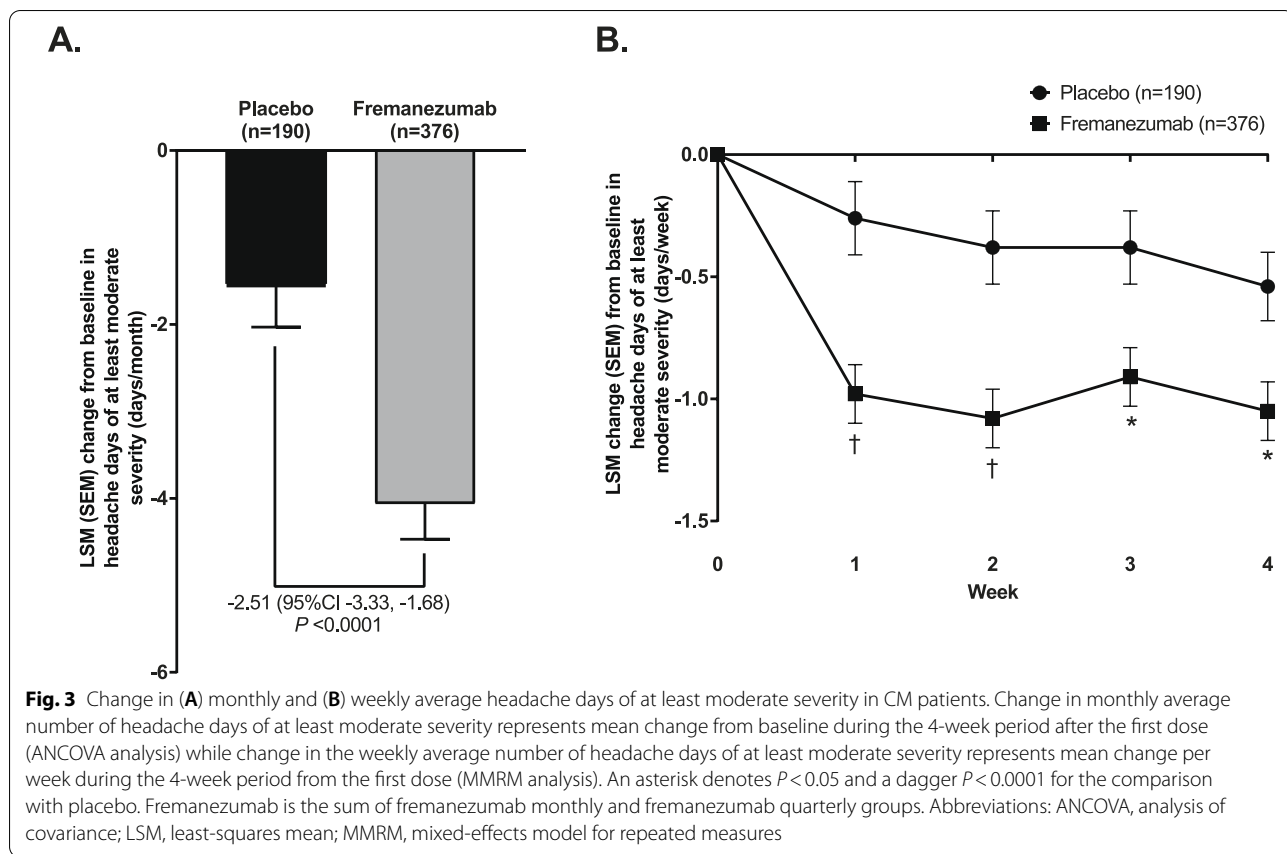 A.
Placebo
(n=190)
Fremanezumab
(n=376)
0
-2
-4
-6
LSM (SEM) change from baseline in
headache days of at least moderate
severity (days/month)
-2.51 (95%CI -3.33, -1.68)
P <0.0001
B.
Placebo (n=190)
Fremanezumab (n=376)
0.0
-0.5
-1.0
-1.5
LSM change (SEM) from baseline in
headache days of at least
moderate severity (days/week)
†
†
*
*
0
1
2
3
4
Week
Fig. 3 Change in (A) monthly and (B) weekly average headache days of at least moderate severity in CM patients. Change in monthly average
number of headache days of at least moderate severity represents mean change from baseline during the 4-week period after the first dose
(ANCOVA analysis) while change in the weekly average number of headache days of at least moderate severity represents mean change per
week during the 4-week period from the first dose (MMRM analysis). An asterisk denotes P < 0.05 and a dagger P < 0.0001 for the comparison
with placebo. Fremanezumab is the sum of fremanezumab monthly and fremanezumab quarterly groups. Abbreviations: ANCOVA, analysis of
covariance; LSM, least-squares mean; MMRM, mixed-effects model for repeated measures